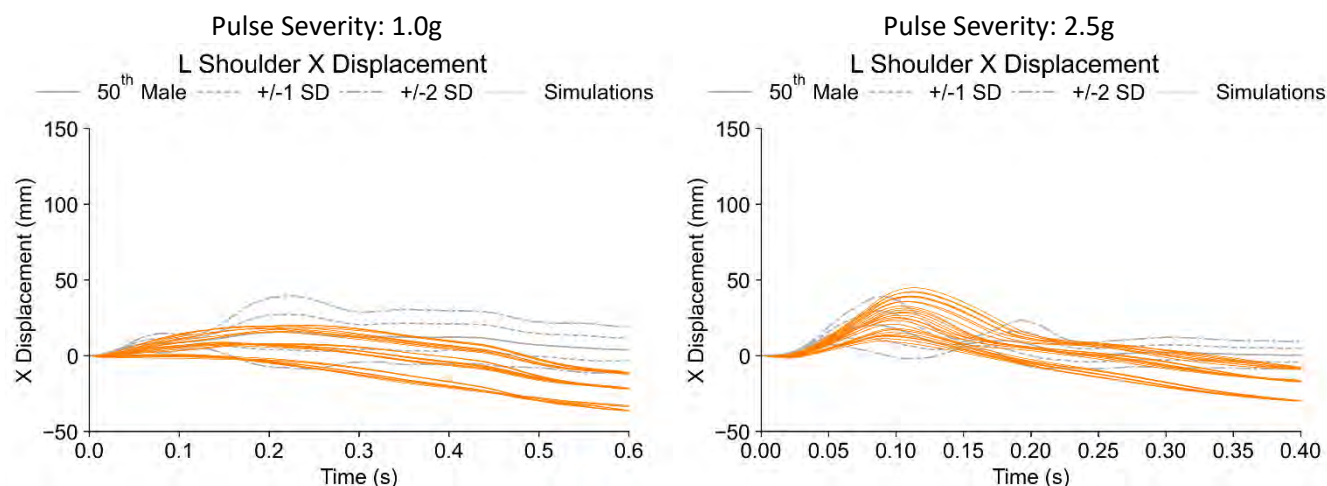 Pulse Severity: 1.0g
L Shoulder X Displacement
50th Male +/-1 SD +/-2 SD Simulations
150
100
50
0
−50
X Displacement (mm)
0.0 0.1 0.2 0.3 0.4 0.5 0.6
Time (s)
Pulse Severity: 2.5g
L Shoulder X Displacement
50th Male +/-1 SD +/-2 SD Simulations
150
100
50
0
−50
X Displacement (mm)
0.00 0.05 0.10 0.15 0.20 0.25 0.30 0.35 0.40
Time (s)